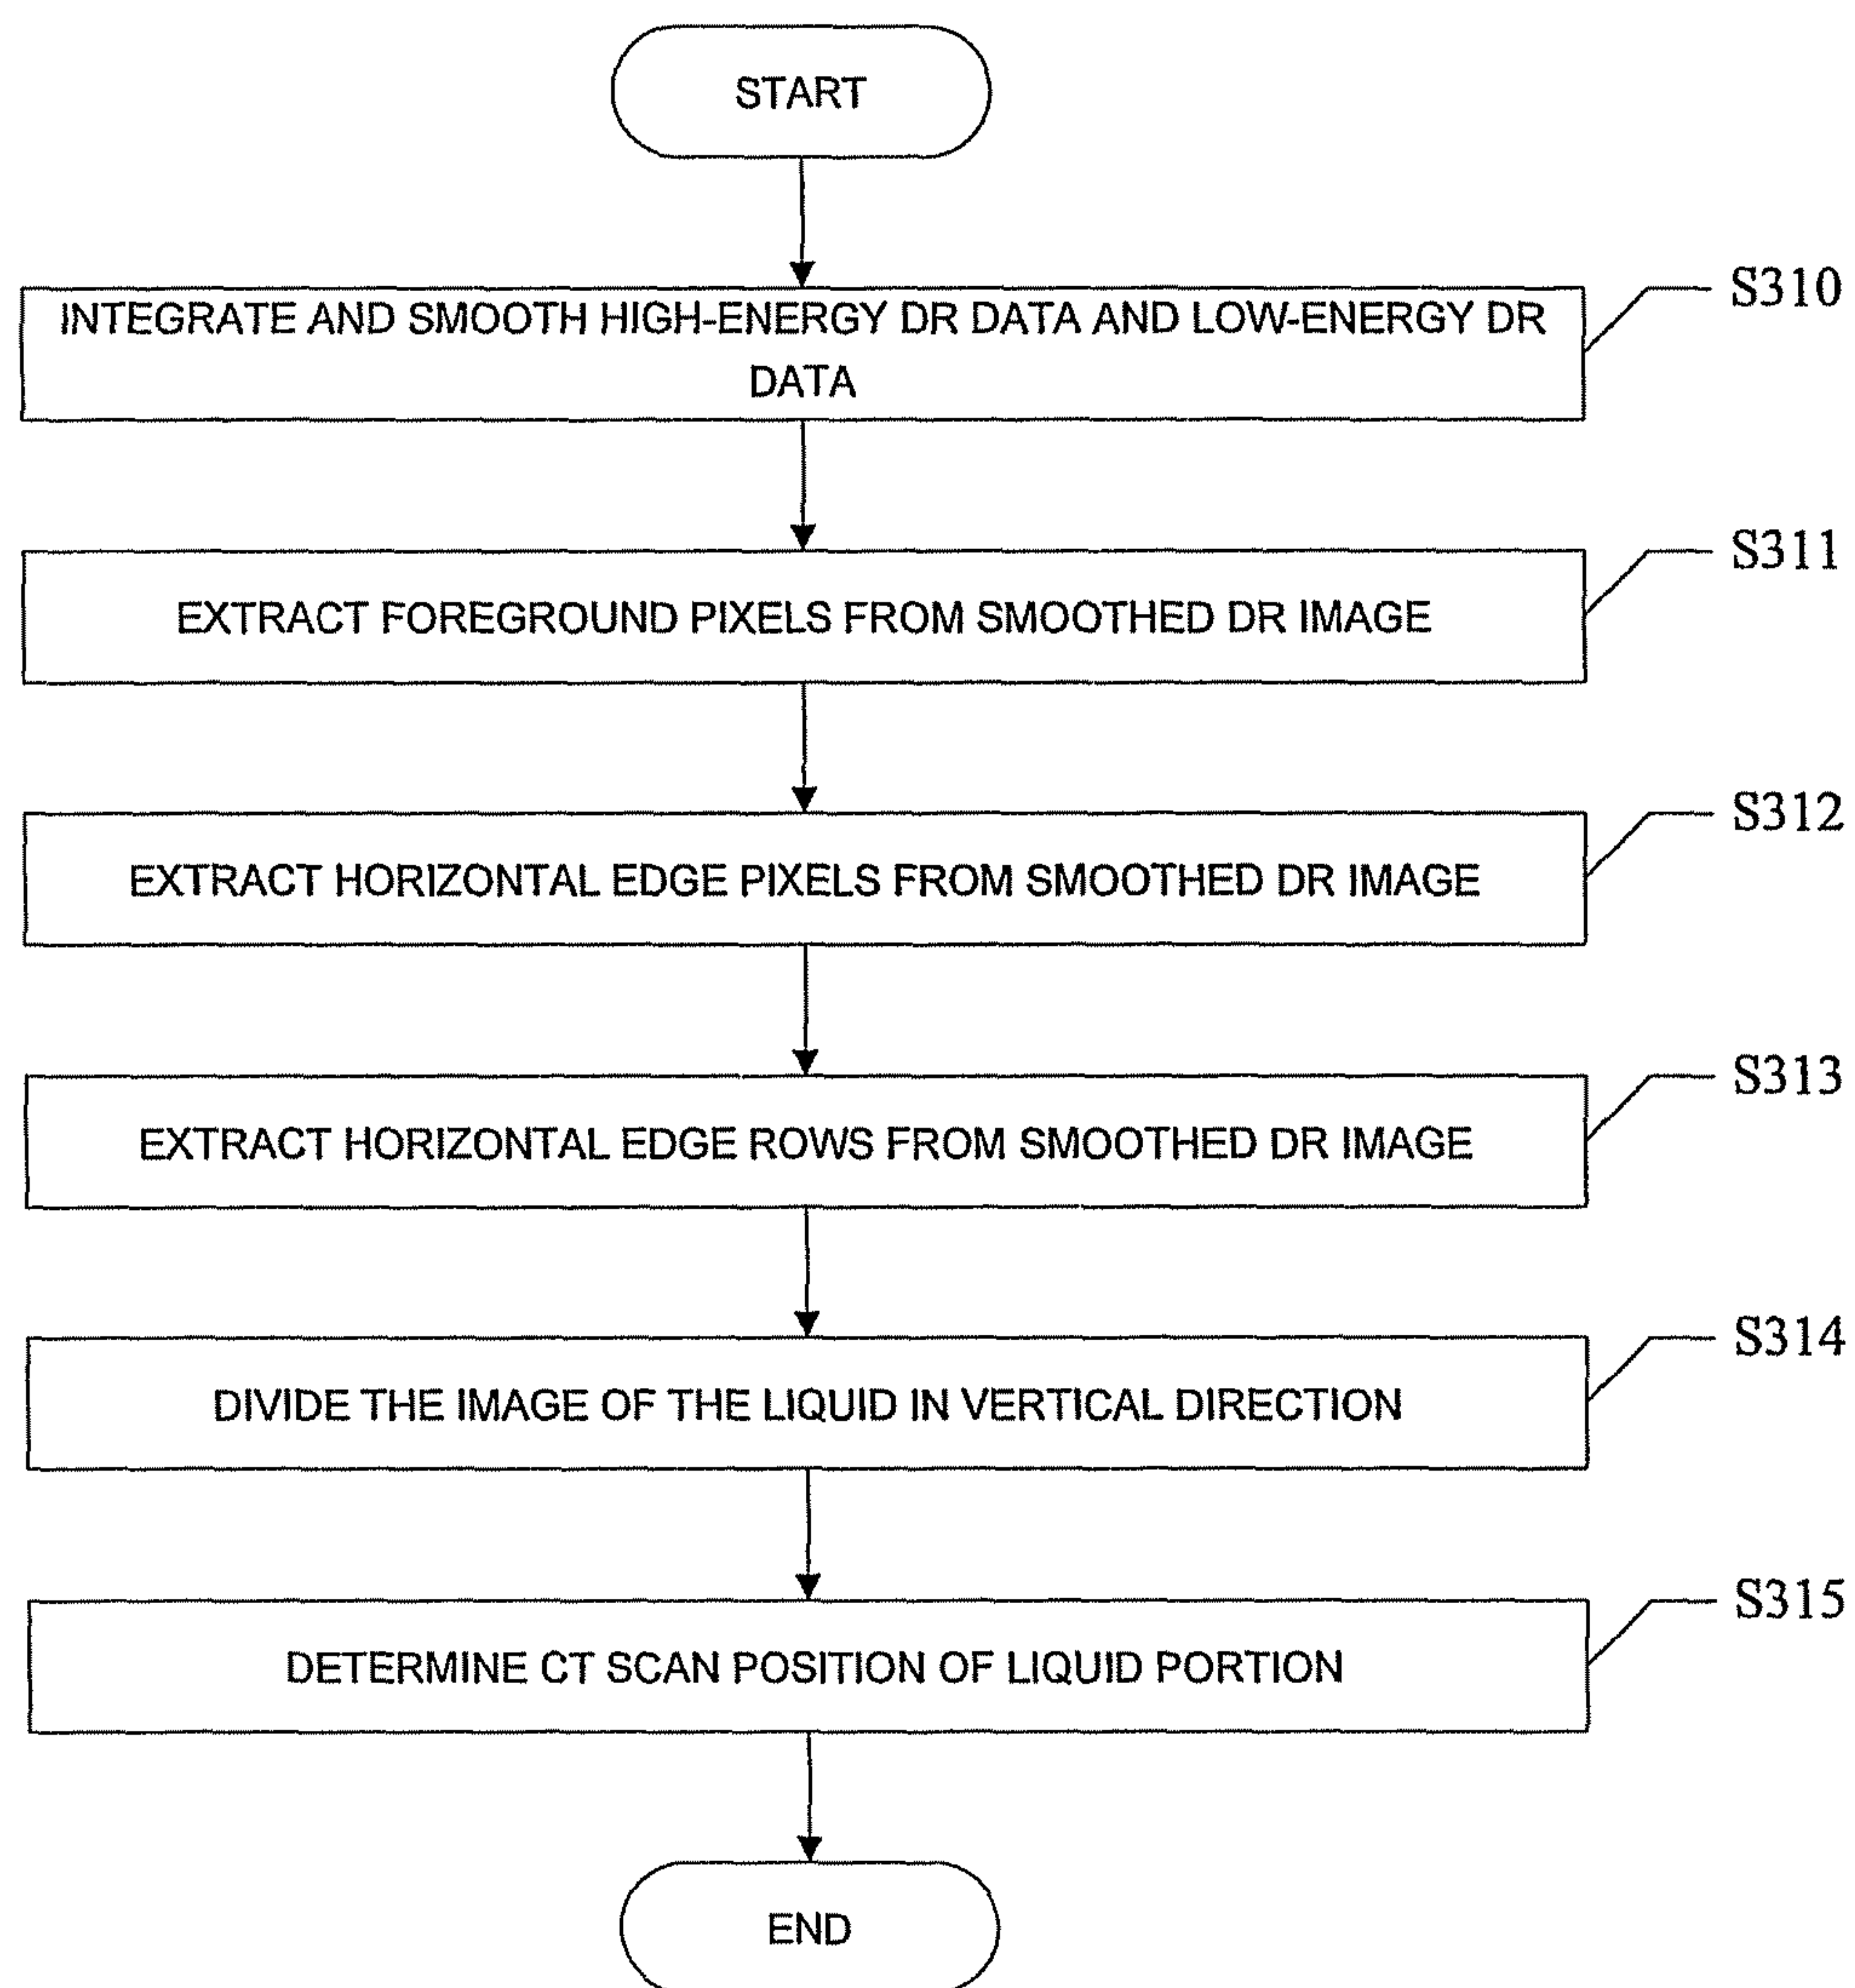 START
S310
INTEGRATE AND SMOOTH HIGH-ENERGY DR DATA AND LOW-ENERGY DR
DATA
S311
EXTRACT FOREGROUND PIXELS FROM SMOOTHED DR IMAGE
S312
EXTRACT HORIZONTAL EDGE PIXELS FROM SMOOTHED DR IMAGE
S313
EXTRACT HORIZONTAL EDGE ROWS FROM SMOOTHED DR IMAGE
S314
DIVIDE THE IMAGE OF THE LIQUID IN VERTICAL DIRECTION
S315
DETERMINE CT SCAN POSITION OF LIQUID PORTION
END